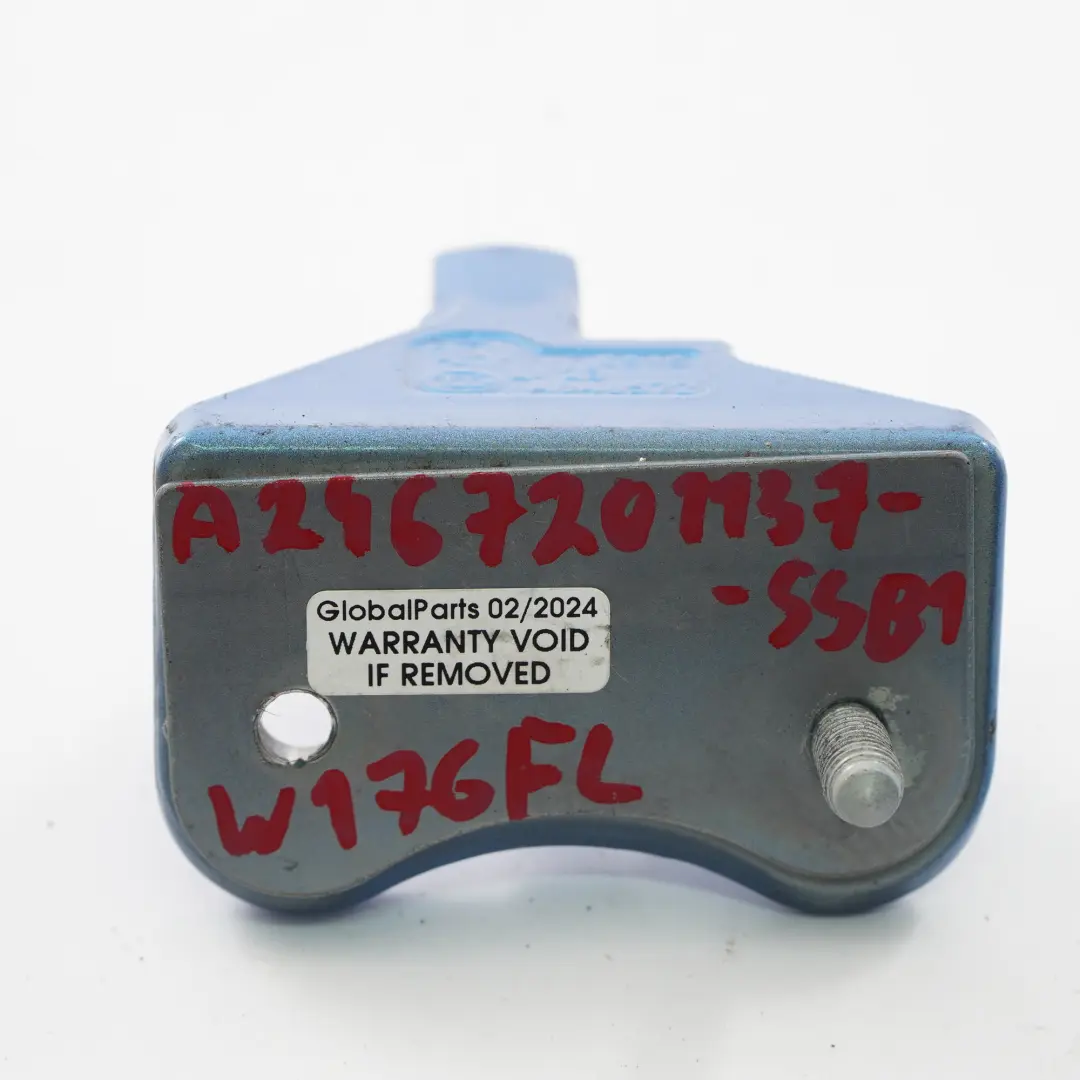 A2467201137-
-SSB1
GlobalParts 02/2024
WARRANTY VOID
IF REMOVED
W176FL